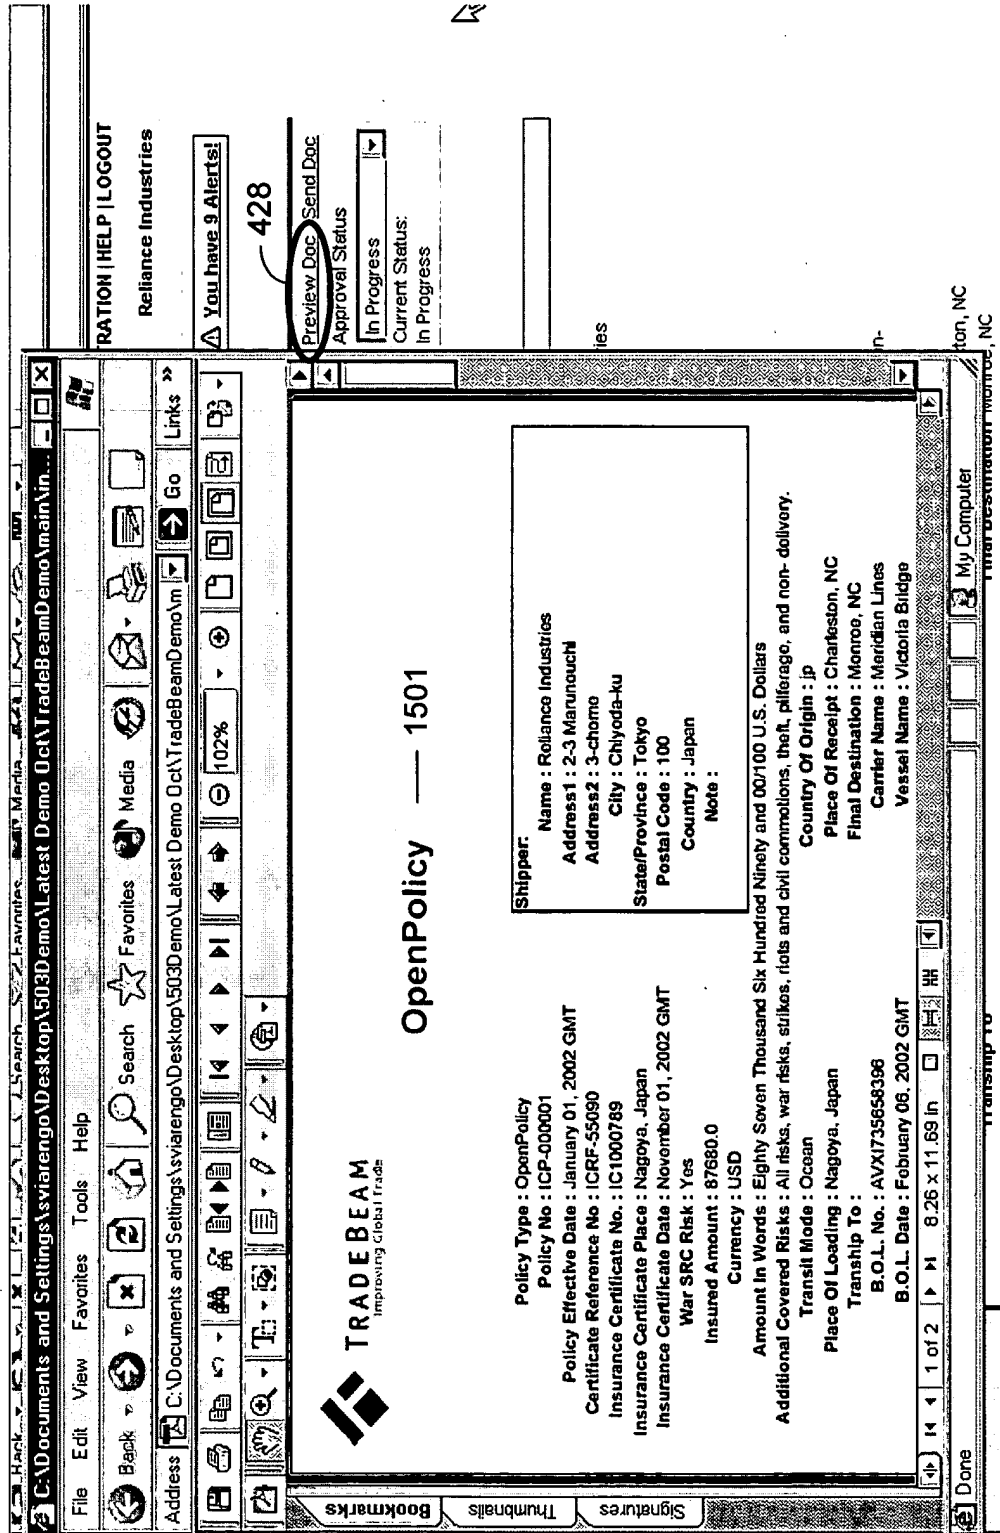 C:\Documents and Settings\sviarengo\Desktop\503Demo\Latest Demo Oct\TradeBeamDemo\main\in...
File Edit View Favorites Tools Help
Back Search Favorites Media
Address C:\Documents and Settings\sviarengo\Desktop\503Demo\Latest Demo Oct\TradeBeamDemo\m Go Links »
102%
RATION | HELP | LOGOUT
Reliance Industries
You have 9 Alerts!
428
Preview Doc Send Doc
Approval Status
In Progress
Current Status:
In Progress
ries
n-
ton, NC
Bookmarks
Thumbnails
Signatures
TRADEBEAM
Improving Global Trade
OpenPolicy — 1501
Policy Type : OpenPolicy
Policy No : ICP-000001
Policy Effective Date : January 01, 2002 GMT
Certificate Reference No : ICRF-55090
Insurance Certificate No. : IC1000789
Insurance Certificate Place : Nagoya, Japan
Insurance Certificate Date : November 01, 2002 GMT
War SRC Risk : Yes
Insured Amount : 87680.0
Currency : USD
Shipper:
Name : Reliance Industries
Address1 : 2-3 Marunouchi
Address2 : 3-chome
City : Chiyoda-ku
State/Province : Tokyo
Postal Code : 100
Country : Japan
Note :
Amount In Words : Eighty Seven Thousand Six Hundred Ninety and 00/100 U.S. Dollars
Additional Covered Risks : All risks, war risks, strikes, riots and civil commotions, theft, pilferage, and non- delivery.
Transit Mode : Ocean
Place Of Loading : Nagoya, Japan
Tranship To :
B.O.L. No. : AVX1735658396
B.O.L. Date : February 06, 2002 GMT
Country Of Origin : jp
Place Of Receipt : Charleston, NC
Final Destination : Monroe, NC
Carrier Name : Meridian Lines
Vessel Name : Victoria Bridge
1 of 2 8.26 x 11.69 in
Done My Computer
Tranship To
Final Destination Monroe, NC